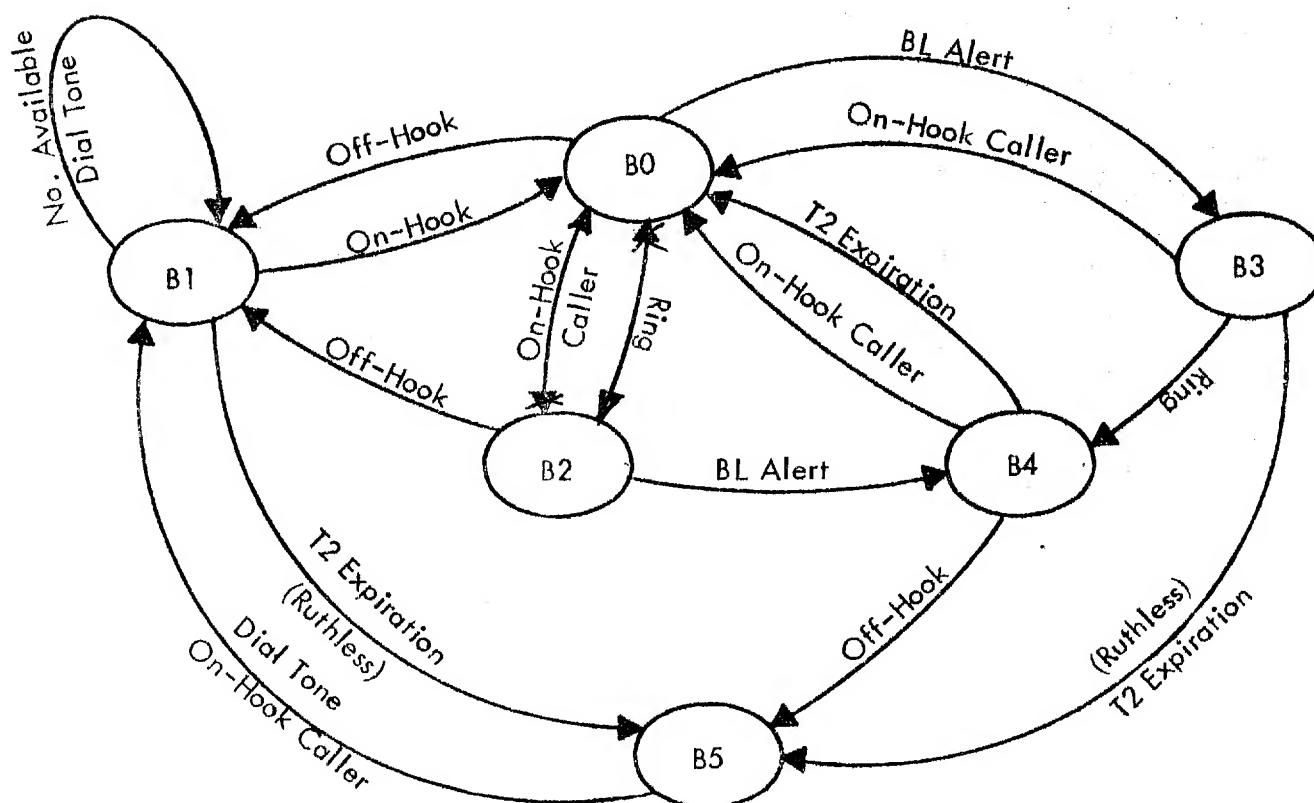 No. Available
Dial Tone
Off-Hook
On-Hook
BL Alert
On-Hook Caller
B0
B1
B3
On-Hook
Caller
Ring
T2 Expiration
On-Hook Caller
Off-Hook
Ring
B2
BL Alert
B4
T2 Expiration
(Ruthless)
Off-Hook
(Ruthless)
T2 Expiration
Dial Tone
On-Hook Caller
B5